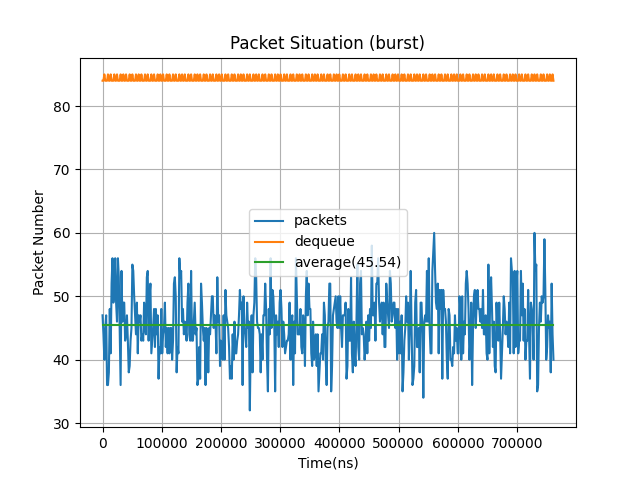 Packet Situation (burst)
Packet Number
80
70
60
50
40
30
packets
dequeue
average(45.54)
0 100000 200000 300000 400000 500000 600000 700000
Time(ns)